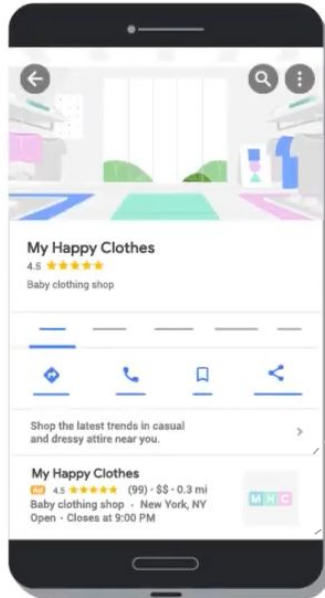 My Happy Clothes
4.5
Baby clothing shop
Shop the latest trends in casual
and dressy attire near you.
My Happy Clothes
Ad 4.5 (99) · $$ · 0.3 mi
Baby clothing shop · New York, NY
Open · Closes at 9:00 PM
MHC